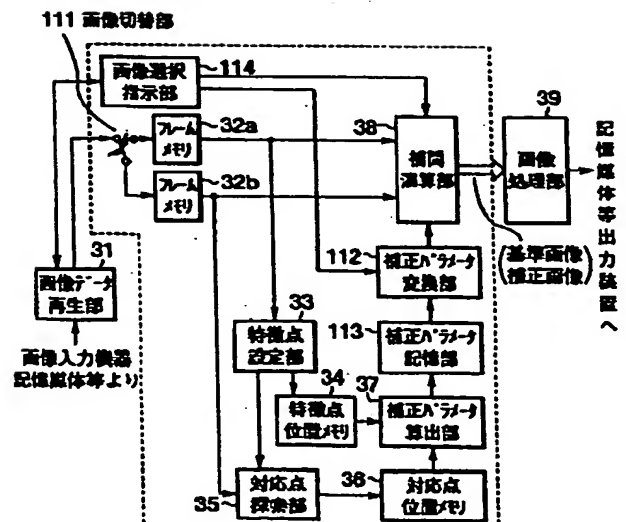 111 画像切替部
画像選択
指示部
114
フレーム
メモリ
32a
フレーム
メモリ
32b
38
補間
演算部
39
画像
処理部
記憶媒体等出力装置へ
(基準画像
補正画像)
31
画像データ
再生部
画像入力機器
記憶媒体等より
112
補正パラメータ
変換部
33
特徴点
設定部
113
補正パラメータ
記憶部
34
特徴点
位置メモリ
37
補正パラメータ
算出部
35
対応点
探索部
36
対応点
位置メモリ